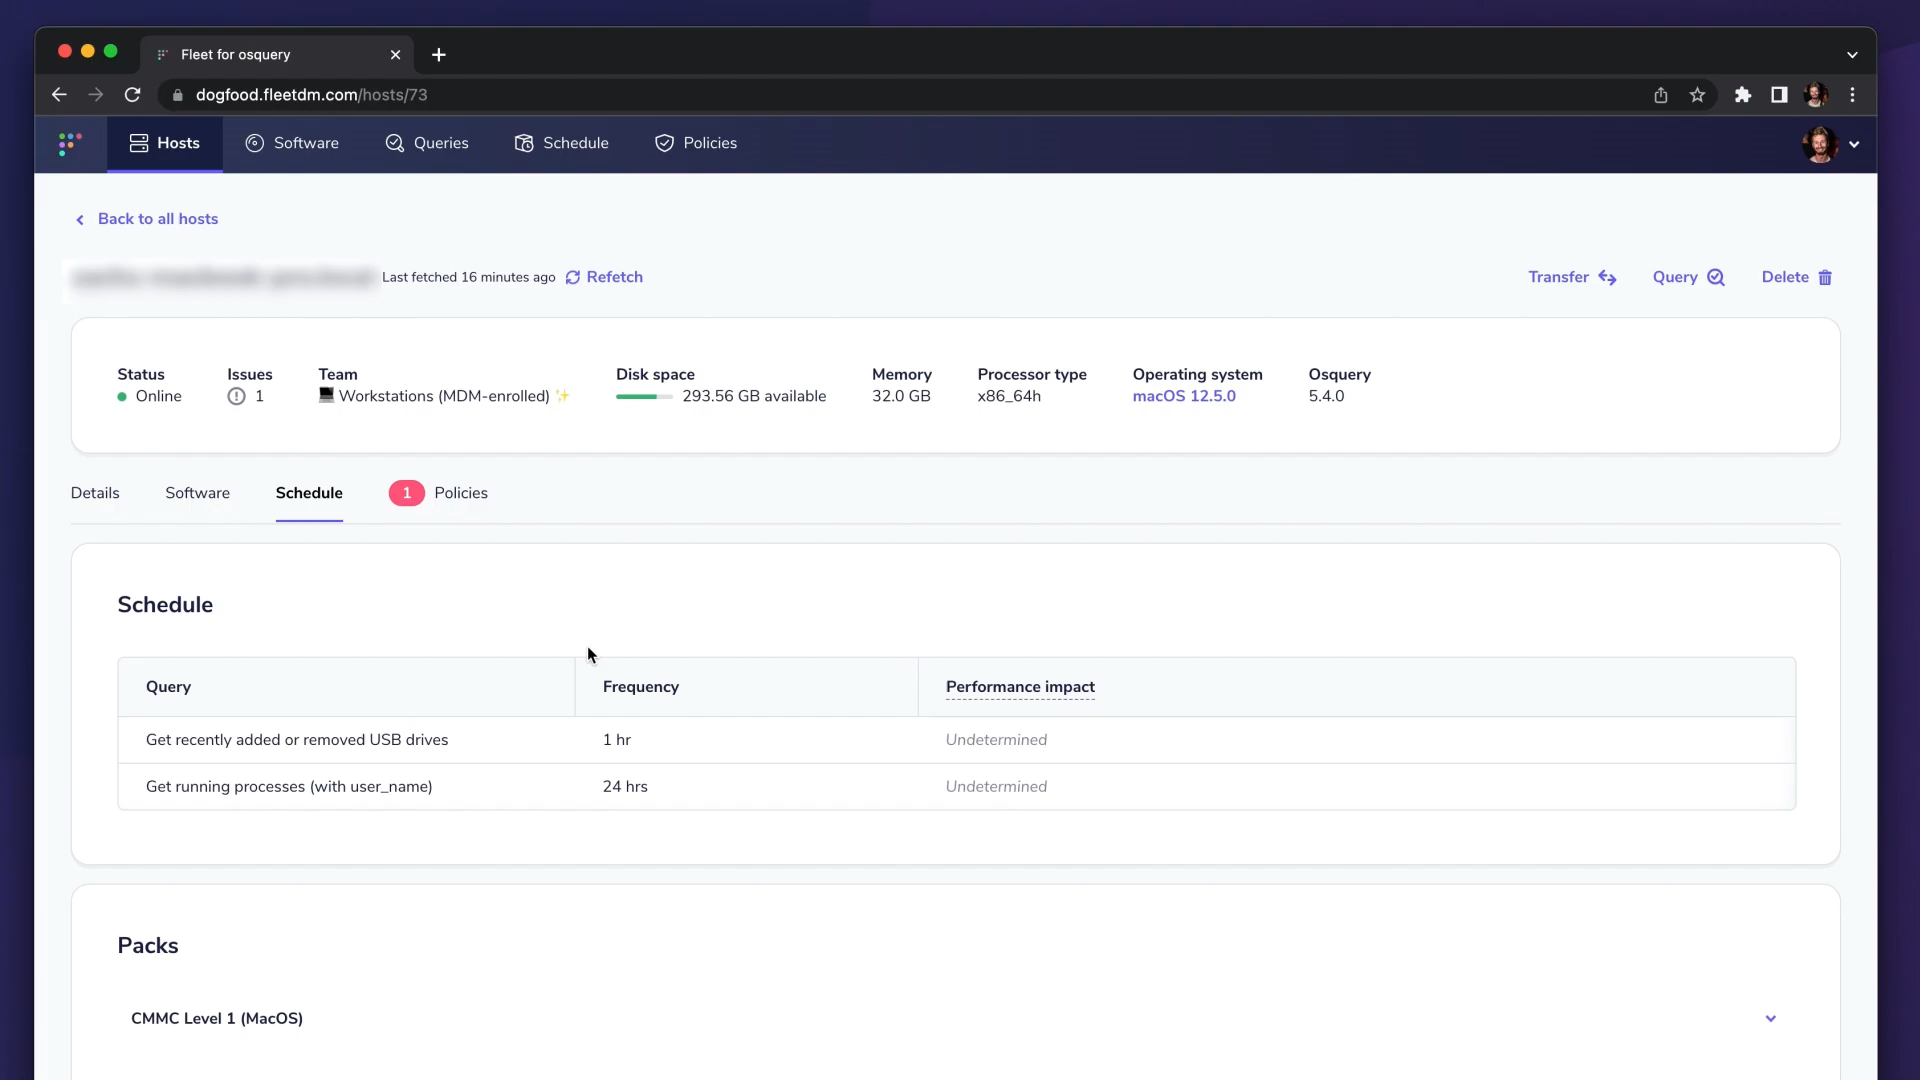 Fleet for osquery
dogfood.fleetdm.com/hosts/73
Hosts Software Queries Schedule Policies
Back to all hosts
Last fetched 16 minutes ago Refetch Transfer Query Delete
Status Issues Team Disk space Memory Processor type Operating system Osquery
Online 1 Workstations (MDM-enrolled) ✨ 293.56 GB available 32.0 GB x86_64h macOS 12.5.0 5.4.0
Details Software Schedule 1 Policies
Schedule
Query Frequency Performance impact
Get recently added or removed USB drives 1 hr Undetermined
Get running processes (with user_name) 24 hrs Undetermined
Packs
CMMC Level 1 (MacOS)